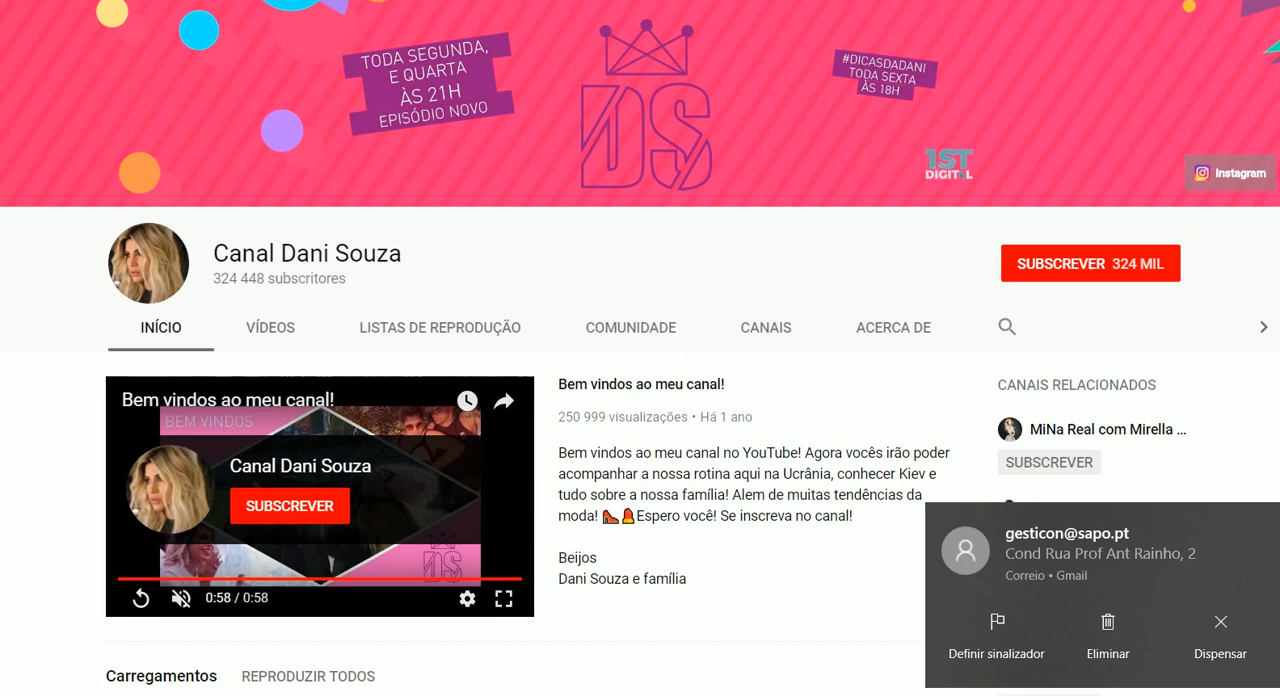 TODA SEGUNDA,
E QUARTA
ÀS 21H
EPISÓDIO NOVO
DS
#DICASDADANI
TODA SEXTA
ÀS 18H
1ST
DIGITAL
Instagram
Canal Dani Souza
324 448 subscritores
SUBSCREVER 324 MIL
INÍCIO VÍDEOS LISTAS DE REPRODUÇÃO COMUNIDADE CANAIS ACERCA DE
Bem vindos ao meu canal!
BEM VINDOS
Canal Dani Souza
SUBSCREVER
DS
0:58 / 0:58
Bem vindos ao meu canal!
250 999 visualizações • Há 1 ano
Bem vindos ao meu canal no YouTube! Agora vocês irão poder
acompanhar a nossa rotina aqui na Ucrânia, conhecer Kiev e
tudo sobre a nossa família! Alem de muitas tendências da
moda! 👠👗Espero você! Se inscreva no canal!
Beijos
Dani Souza e família
CANAIS RELACIONADOS
MiNa Real com Mirella ...
SUBSCREVER
gesticon@sapo.pt
Cond Rua Prof Ant Rainho, 2
Correio • Gmail
Definir sinalizador Eliminar Dispensar
Carregamentos REPRODUZIR TODOS